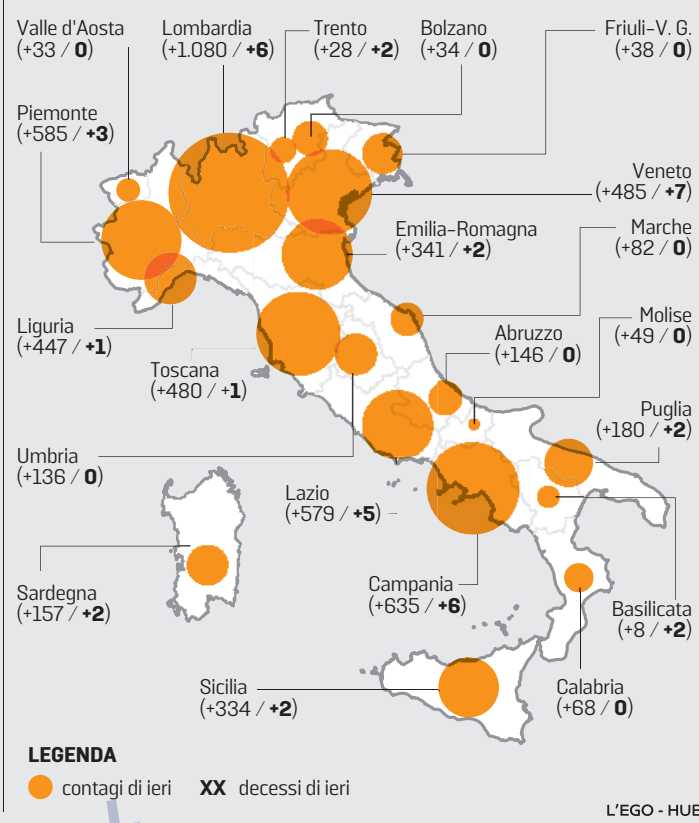 Valle d'Aosta
(+33 / 0)
Lombardia
(+1.080 / +6)
Trento
(+28 / +2)
Bolzano
(+34 / 0)
Friuli-V. G.
(+38 / 0)
Piemonte
(+585 / +3)
Veneto
(+485 / +7)
Emilia-Romagna
(+341 / +2)
Marche
(+82 / 0)
Liguria
(+447 / +1)
Toscana
(+480 / +1)
Abruzzo
(+146 / 0)
Molise
(+49 / 0)
Puglia
(+180 / +2)
Umbria
(+136 / 0)
Lazio
(+579 / +5)
Sardegna
(+157 / +2)
Campania
(+635 / +6)
Basilicata
(+8 / +2)
Sicilia
(+334 / +2)
Calabria
(+68 / 0)
LEGENDA
contagi di ieri XX decessi di ieri
L'EGO - HUB